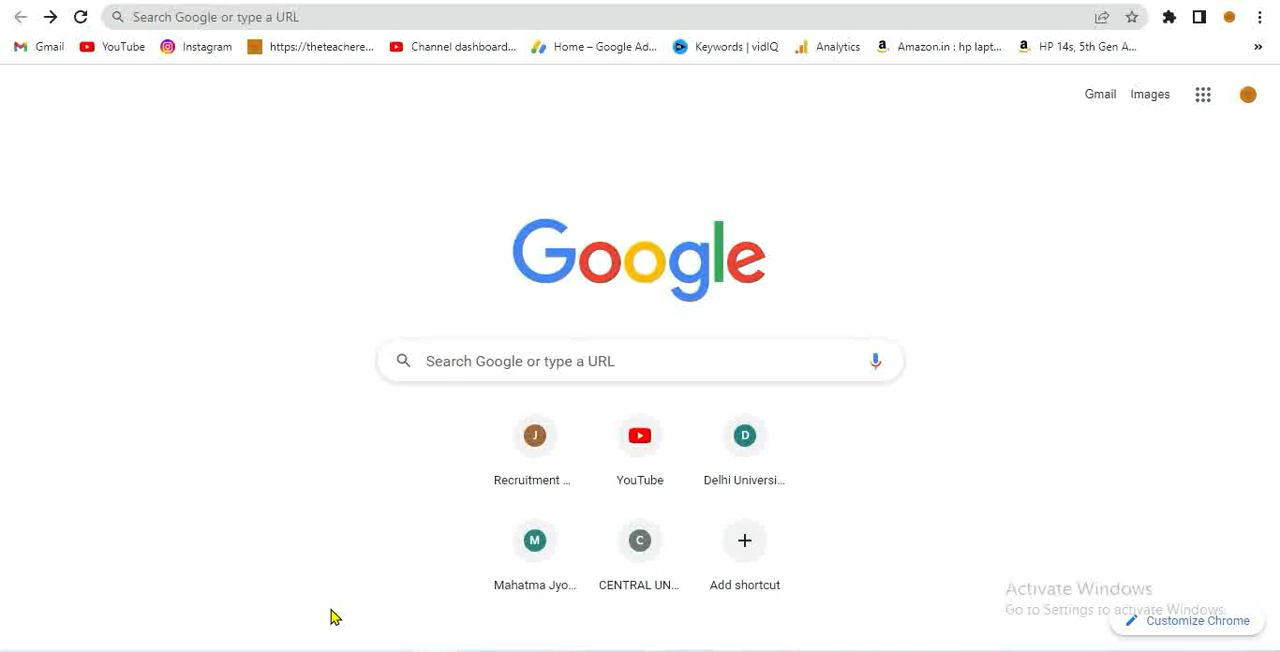 Search Google or type a URL
Gmail YouTube Instagram https://theteachere... Channel dashboard... Home – Google Ad... Keywords | vidIQ Analytics Amazon.in : hp lapt... HP 14s, 5th Gen A... »
Gmail Images
Google
Search Google or type a URL
J D
Recruitment ... YouTube Delhi Universi...
M C
Mahatma Jyo... CENTRAL UN... Add shortcut
Activate Windows
Go to Settings to activate Windows.
Customize Chrome